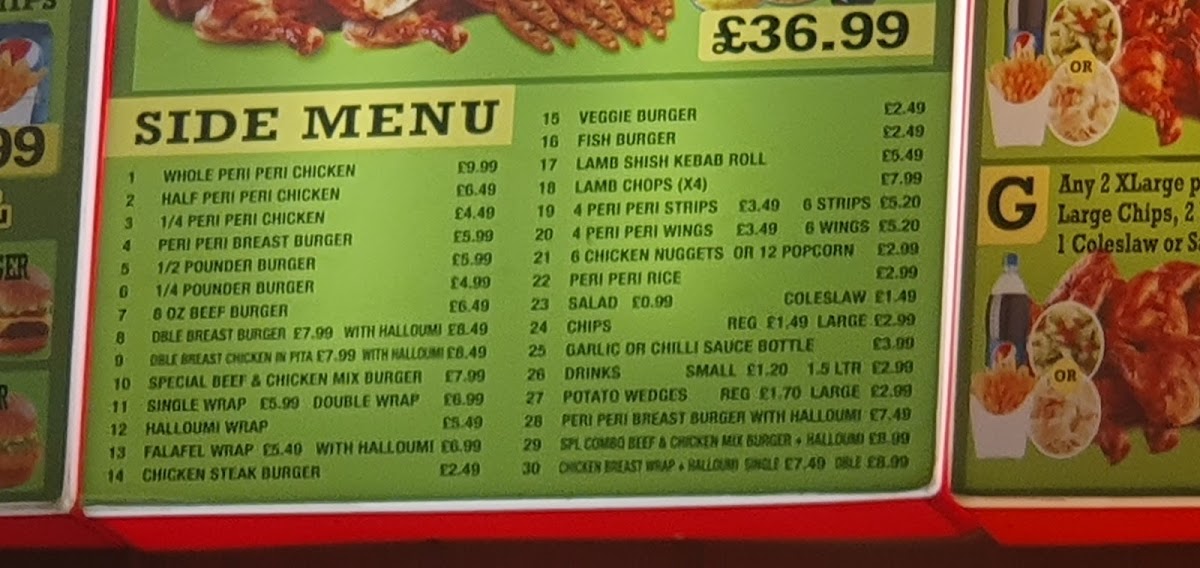 £36.99
SIDE MENU
1 WHOLE PERI PERI CHICKEN £9.99
2 HALF PERI PERI CHICKEN £6.49
3 1/4 PERI PERI CHICKEN £4.49
4 PERI PERI BREAST BURGER £5.99
5 1/2 POUNDER BURGER £5.99
6 1/4 POUNDER BURGER £4.99
7 8 OZ BEEF BURGER £6.49
8 DBLE BREAST BURGER £7.99 WITH HALLOUMI £8.49
9 DBLE BREAST CHICKEN IN PITA £7.99 WITH HALLOUMI £8.49
10 SPECIAL BEEF & CHICKEN MIX BURGER £7.99
11 SINGLE WRAP £5.99 DOUBLE WRAP £6.99
12 HALLOUMI WRAP £5.49
13 FALAFEL WRAP £5.49 WITH HALLOUMI £6.99
14 CHICKEN STEAK BURGER £2.49
15 VEGGIE BURGER £2.49
16 FISH BURGER £2.49
17 LAMB SHISH KEBAB ROLL £5.49
18 LAMB CHOPS (X4) £7.99
19 4 PERI PERI STRIPS £3.49 6 STRIPS £5.20
20 4 PERI PERI WINGS £3.49 6 WINGS £5.20
21 6 CHICKEN NUGGETS OR 12 POPCORN £2.99
22 PERI PERI RICE £2.99
23 SALAD £0.99 COLESLAW £1.49
24 CHIPS REG £1.49 LARGE £2.99
25 GARLIC OR CHILLI SAUCE BOTTLE £3.99
26 DRINKS SMALL £1.20 1.5 LTR £2.99
27 POTATO WEDGES REG £1.70 LARGE £2.99
28 PERI PERI BREAST BURGER WITH HALLOUMI £7.49
29 SPL COMBO BEEF & CHICKEN MIX BURGER + HALLOUMI £8.99
30 CHICKEN BREAST WRAP + HALLOUMI SINGLE £7.49 DBLE £8.99
OR
G Any 2 XLarge p
Large Chips, 2
1 Coleslaw or S
OR
99